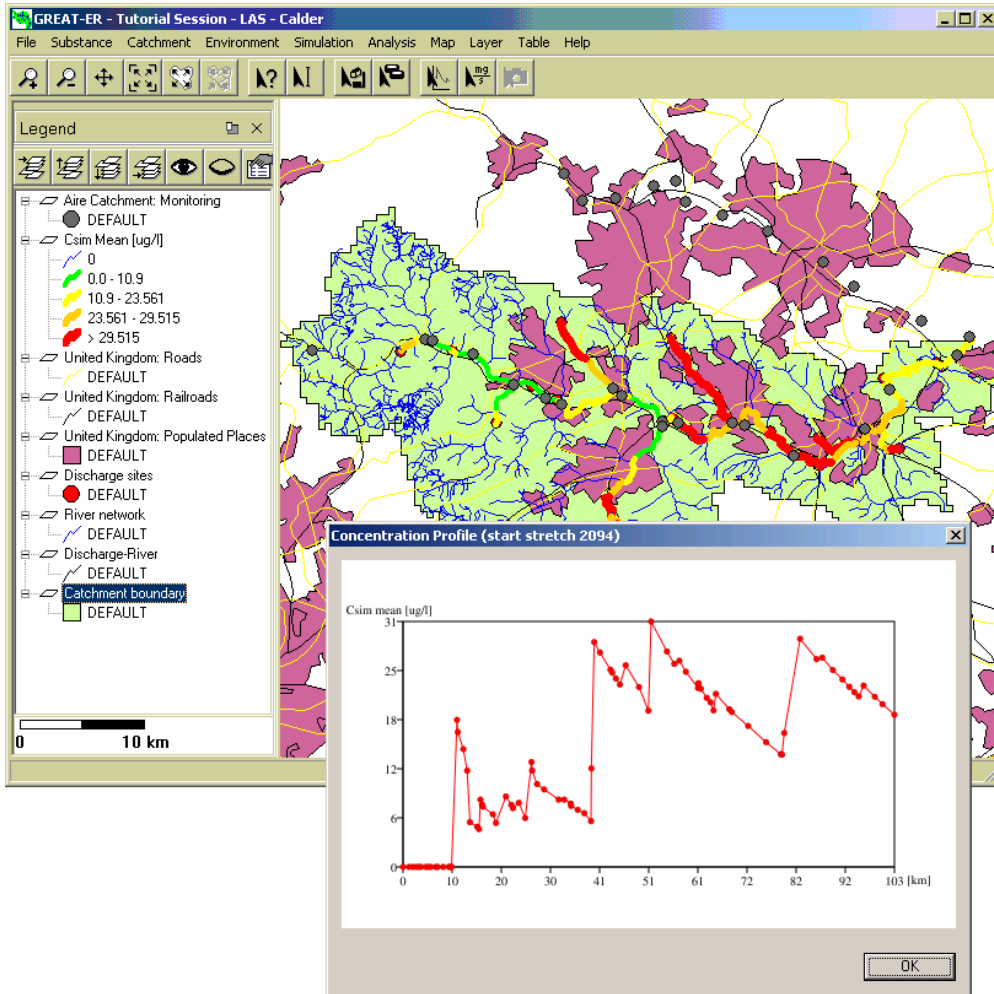 GREAT-ER - Tutorial Session - LAS - Calder
File Substance Catchment Environment Simulation Analysis Map Layer Table Help
mg
s
Legend
Aire Catchment: Monitoring
DEFAULT
Csim Mean [ug/l]
0
0.0 - 10.9
10.9 - 23.561
23.561 - 29.515
> 29.515
United Kingdom: Roads
DEFAULT
United Kingdom: Railroads
DEFAULT
United Kingdom: Populated Places
DEFAULT
Discharge sites
DEFAULT
River network
DEFAULT
Discharge-River
DEFAULT
Catchment boundary
DEFAULT
0 10 km
Concentration Profile (start stretch 2094)
Csim mean [ug/l]
31
25
18
12
6
0
0 10 20 30 41 51 61 72 82 92 103 [km]
OK